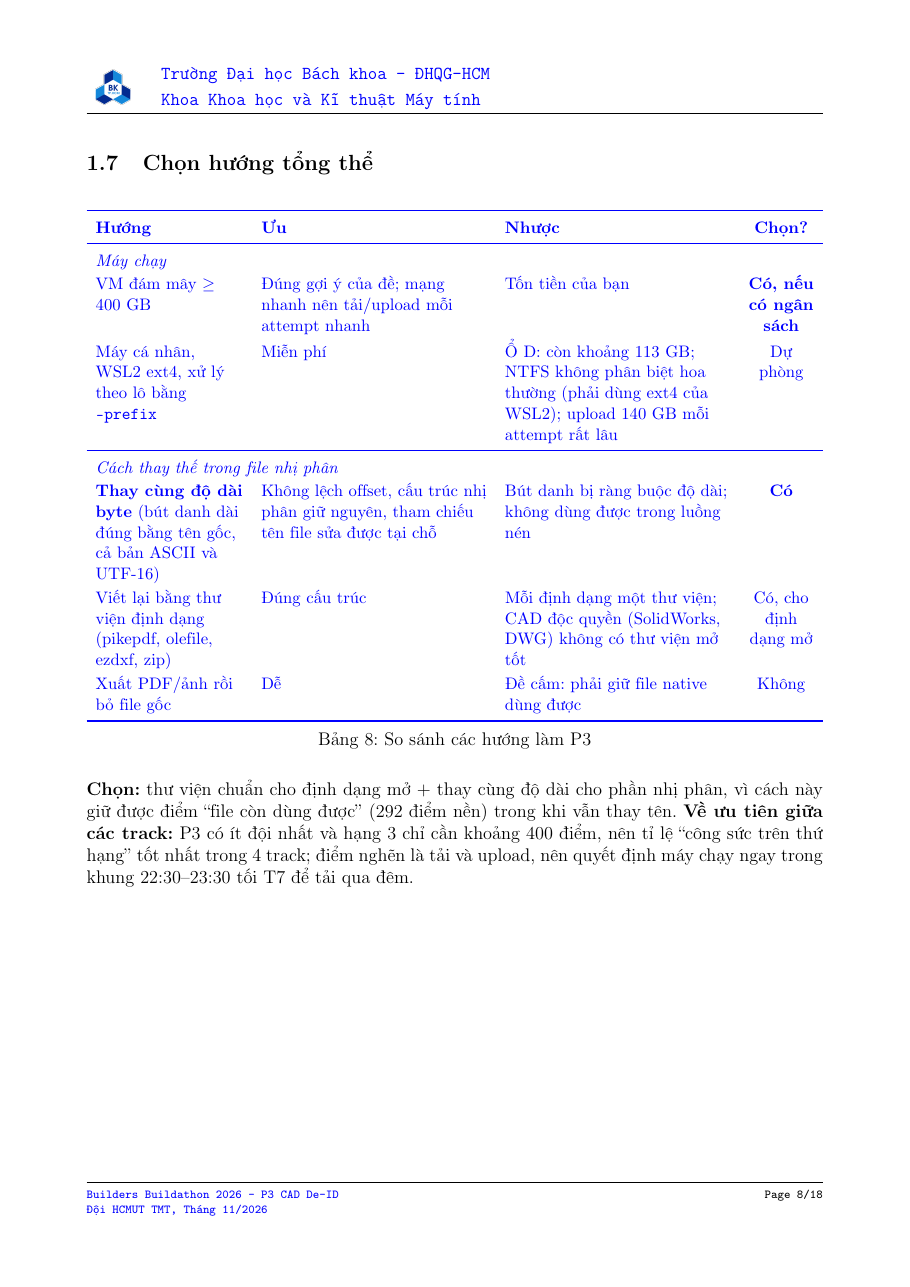 BK
Trường Đại học Bách khoa - ĐHQG-HCM
Khoa Khoa học và Kĩ thuật Máy tính
1.7 Chọn hướng tổng thể
Hướng Ưu Nhược Chọn?
Máy chạy
VM đám mây ≥ Đúng gợi ý của đề; mạng Tốn tiền của bạn Có, nếu
400 GB nhanh nên tải/upload mỗi có ngân
attempt nhanh sách
Máy cá nhân, Miễn phí Ổ D: còn khoảng 113 GB; Dự
WSL2 ext4, xử lý NTFS không phân biệt hoa phòng
theo lô bằng thường (phải dùng ext4 của
-prefix WSL2); upload 140 GB mỗi
attempt rất lâu
Cách thay thế trong file nhị phân
Thay cùng độ dài Không lệch offset, cấu trúc nhị Bút danh bị ràng buộc độ dài; Có
byte (bút danh dài phân giữ nguyên, tham chiếu không dùng được trong luồng
đúng bằng tên gốc, tên file sửa được tại chỗ nén
cả bản ASCII và
UTF-16)
Viết lại bằng thư Đúng cấu trúc Mỗi định dạng một thư viện; Có, cho
viện định dạng CAD độc quyền (SolidWorks, định
(pikepdf, olefile, DWG) không có thư viện mở dạng mở
ezdxf, zip) tốt
Xuất PDF/ảnh rồi Dễ Đề cấm: phải giữ file native Không
bỏ file gốc dùng được
Bảng 8: So sánh các hướng làm P3
Chọn: thư viện chuẩn cho định dạng mở + thay cùng độ dài cho phần nhị phân, vì cách này
giữ được điểm “file còn dùng được” (292 điểm nền) trong khi vẫn thay tên. Về ưu tiên giữa
các track: P3 có ít đội nhất và hạng 3 chỉ cần khoảng 400 điểm, nên tỉ lệ “công sức trên thứ
hạng” tốt nhất trong 4 track; điểm nghẽn là tải và upload, nên quyết định máy chạy ngay trong
khung 22:30–23:30 tối T7 để tải qua đêm.
Builders Buildathon 2026 - P3 CAD De-ID Page 8/18
Đội HCMUT TMT, Tháng 11/2026